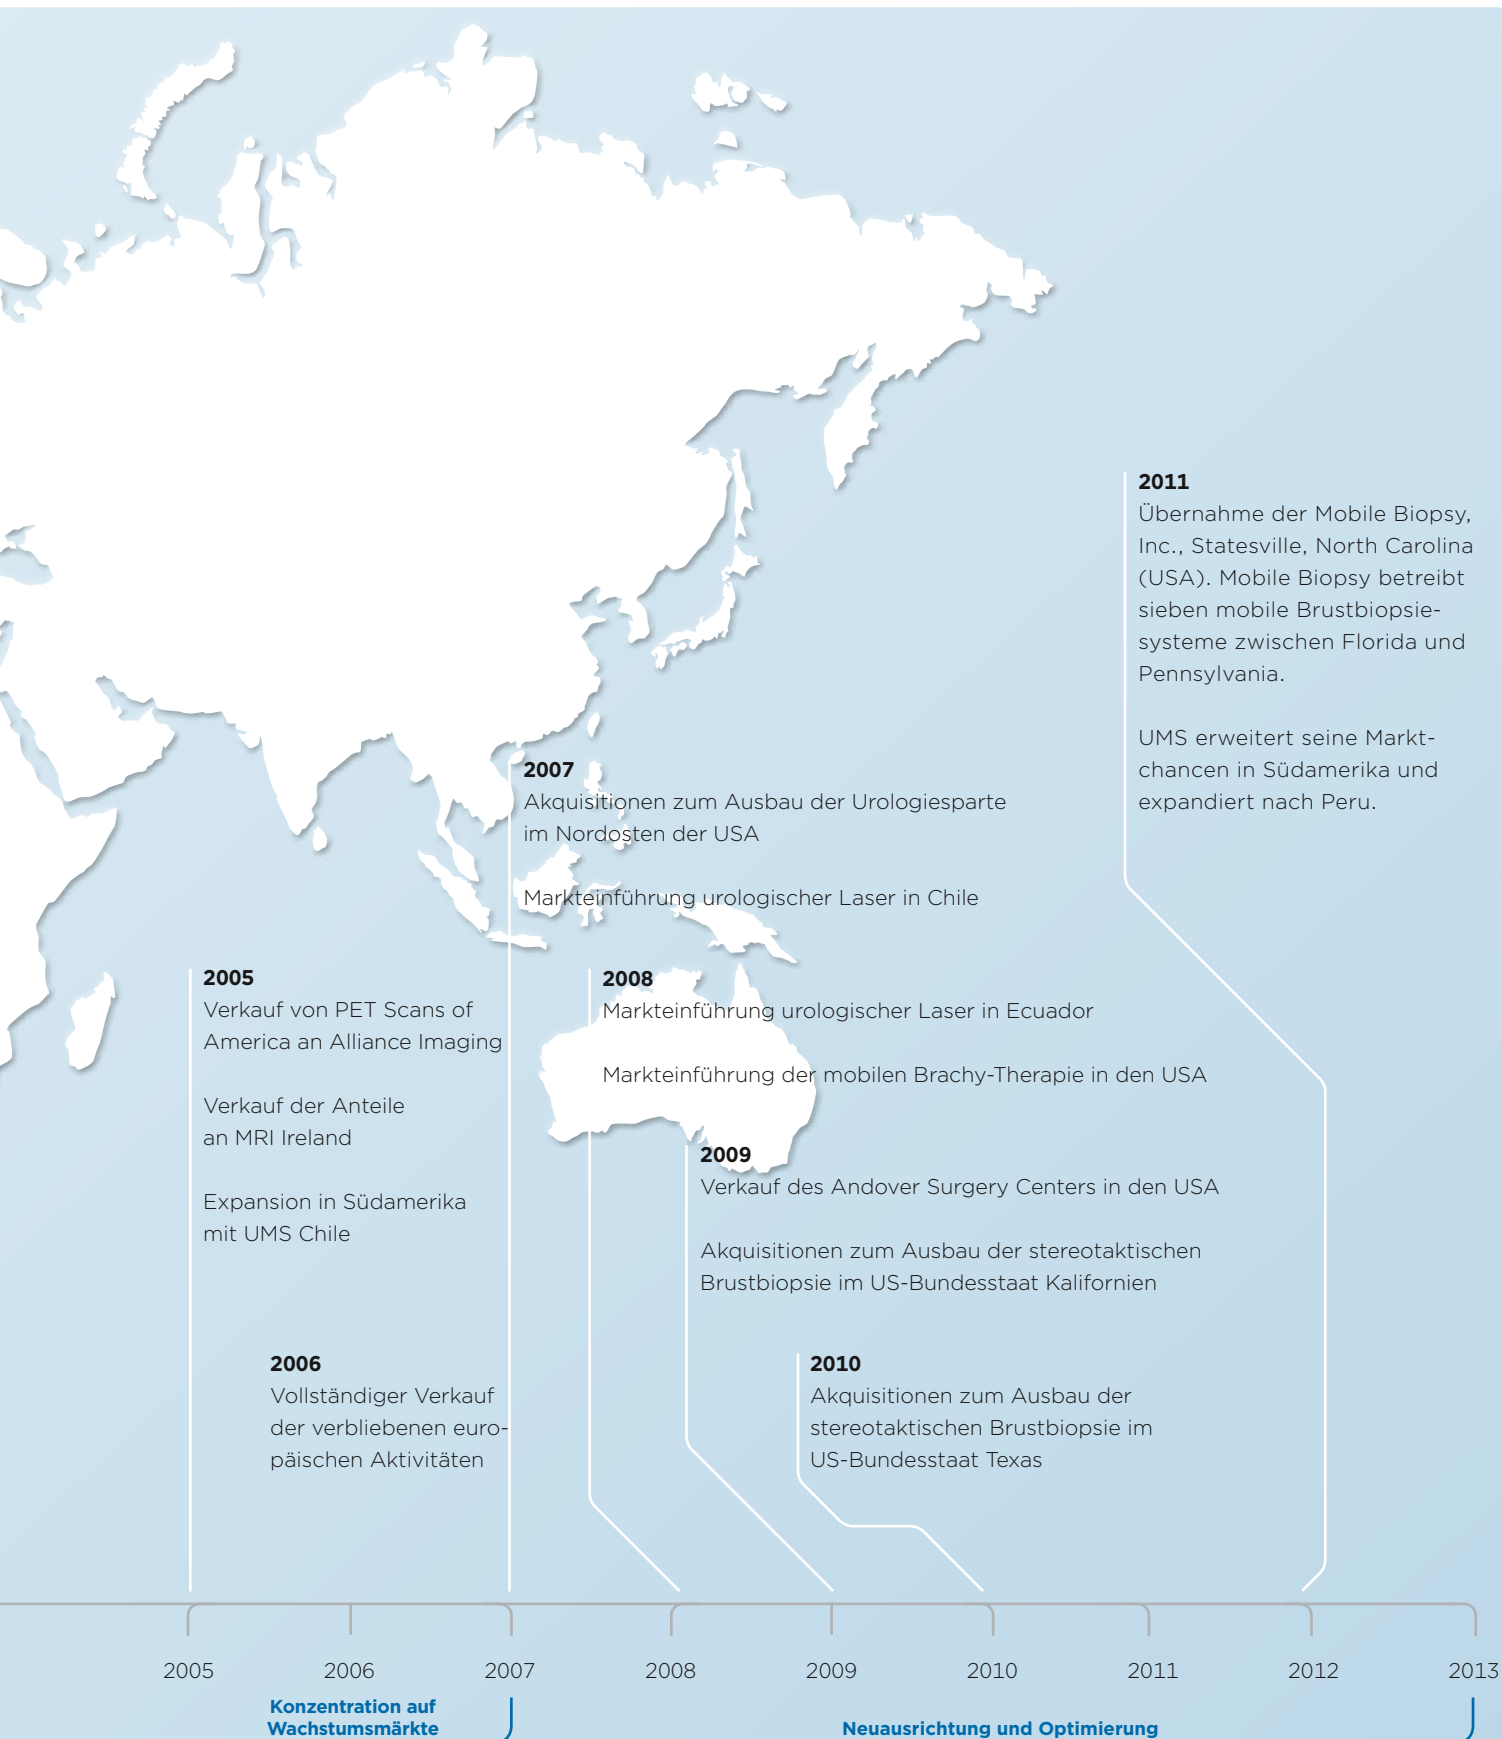 2011
Übernahme der Mobile Biopsy,
Inc., Statesville, North Carolina
(USA). Mobile Biopsy betreibt
sieben mobile Brustbiopsie-
systeme zwischen Florida und
Pennsylvania.
UMS erweitert seine Markt-
chancen in Südamerika und
expandiert nach Peru.
2007
Akquisitionen zum Ausbau der Urologiesparte
im Nordosten der USA
Markteinführung urologischer Laser in Chile
2005
Verkauf von PET Scans of
America an Alliance Imaging
Verkauf der Anteile
an MRI Ireland
Expansion in Südamerika
mit UMS Chile
2008
Markteinführung urologischer Laser in Ecuador
Markteinführung der mobilen Brachy-Therapie in den USA
2009
Verkauf des Andover Surgery Centers in den USA
Akquisitionen zum Ausbau der stereotaktischen
Brustbiopsie im US-Bundesstaat Kalifornien
2006
Vollständiger Verkauf
der verbliebenen euro-
päischen Aktivitäten
2010
Akquisitionen zum Ausbau der
stereotaktischen Brustbiopsie im
US-Bundesstaat Texas
2005 2006 2007 2008 2009 2010 2011 2012 2013
Konzentration auf
Wachstumsmärkte
Neuausrichtung und Optimierung